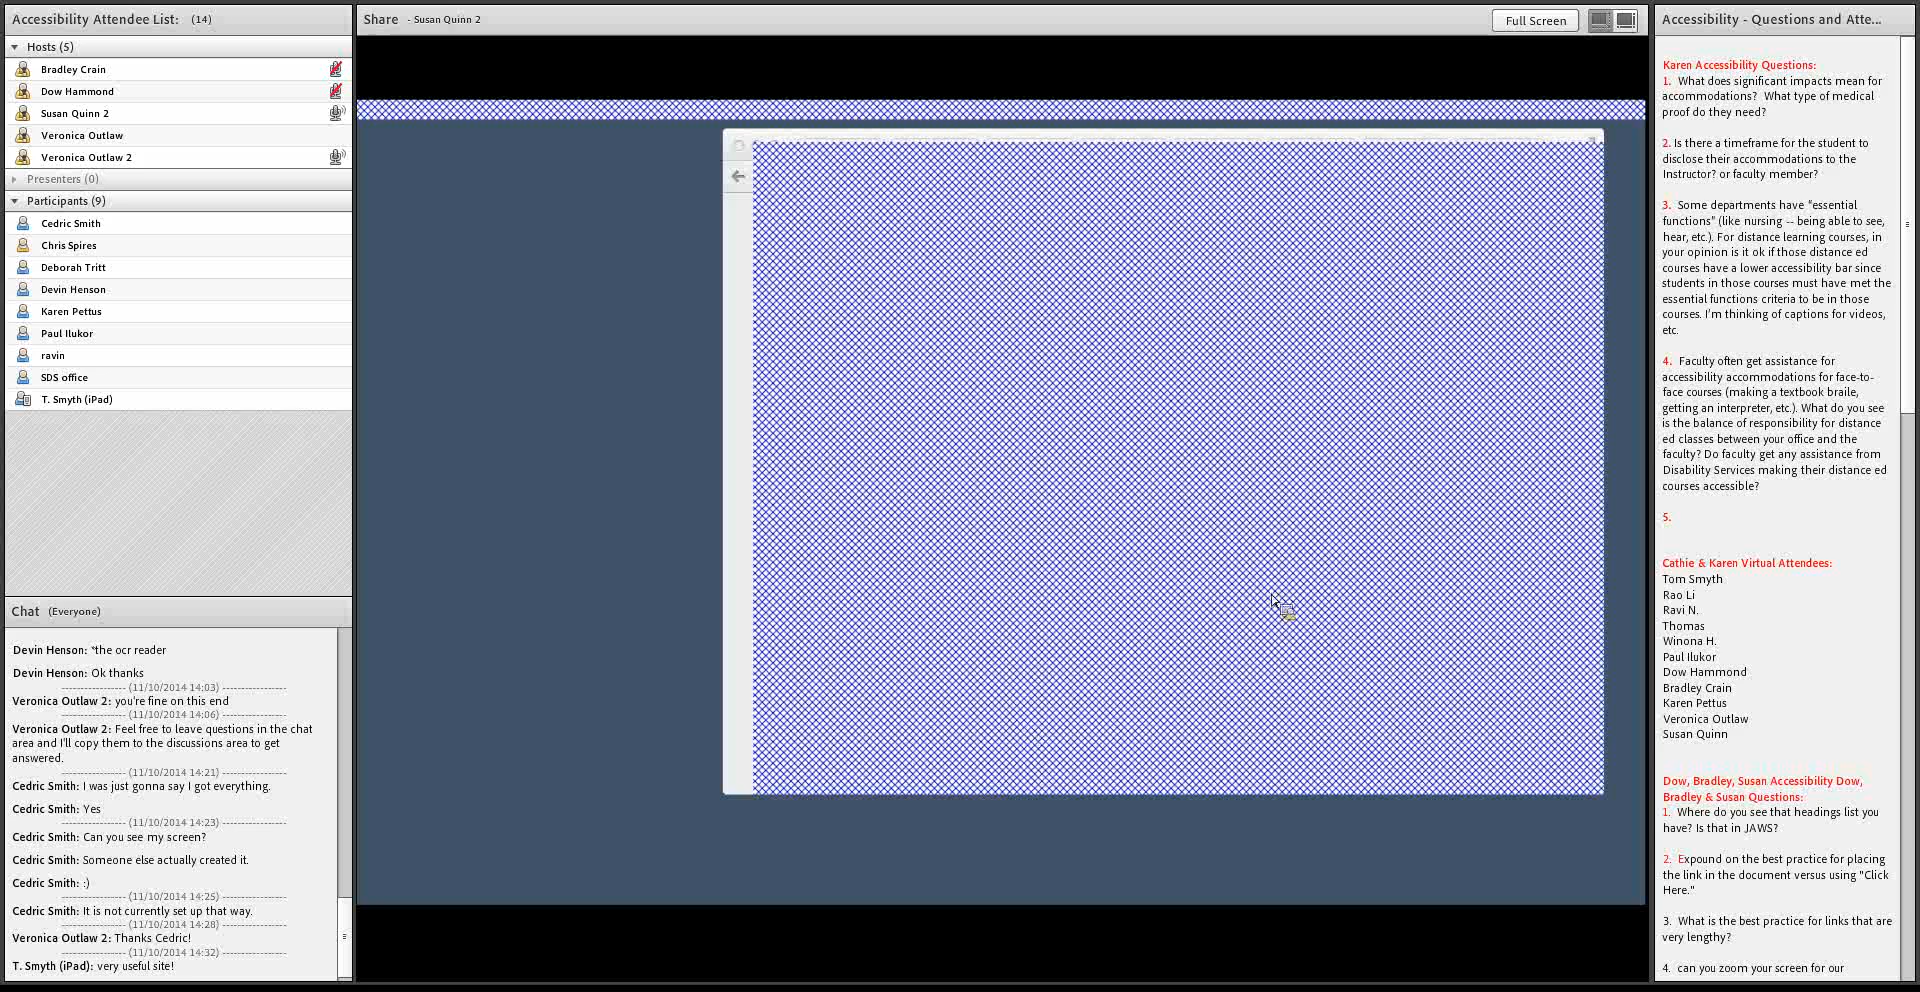 Accessibility Attendee List: (14)
Hosts (5)
Bradley Crain
Dow Hammond
Susan Quinn 2
Veronica Outlaw
Veronica Outlaw 2
Presenters (0)
Participants (9)
Cedric Smith
Chris Spires
Deborah Tritt
Devin Henson
Karen Pettus
Paul Ilukor
ravin
SDS office
T. Smyth (iPad)
Chat (Everyone)
Devin Henson: *the ocr reader
Devin Henson: Ok thanks
------------------ (11/10/2014 14:03) ------------------
Veronica Outlaw 2: you're fine on this end
------------------ (11/10/2014 14:06) ------------------
Veronica Outlaw 2: Feel free to leave questions in the chat
area and I'll copy them to the discussions area to get
answered.
------------------ (11/10/2014 14:21) ------------------
Cedric Smith: I was just gonna say I got everything.
Cedric Smith: Yes
------------------ (11/10/2014 14:23) ------------------
Cedric Smith: Can you see my screen?
Cedric Smith: Someone else actually created it.
Cedric Smith: :)
------------------ (11/10/2014 14:25) ------------------
Cedric Smith: It is not currently set up that way.
------------------ (11/10/2014 14:28) ------------------
Veronica Outlaw 2: Thanks Cedric!
------------------ (11/10/2014 14:32) ------------------
T. Smyth (iPad): very useful site!
Share - Susan Quinn 2
Full Screen
Accessibility - Questions and Atte...
Karen Accessibility Questions:
1. What does significant impacts mean for
accommodations? What type of medical
proof do they need?
2. Is there a timeframe for the student to
disclose their accommodations to the
Instructor? or faculty member?
3. Some departments have "essential
functions" (like nursing -- being able to see,
hear, etc.). For distance learning courses, in
your opinion is it ok if those distance ed
courses have a lower accessibility bar since
students in those courses must have met the
essential functions criteria to be in those
courses. I'm thinking of captions for videos,
etc.
4. Faculty often get assistance for
accessibility accommodations for face-to-
face courses (making a textbook braile,
getting an interpreter, etc.). What do you see
is the balance of responsibility for distance
ed classes between your office and the
faculty? Do faculty get any assistance from
Disability Services making their distance ed
courses accessible?
5.
Cathie & Karen Virtual Attendees:
Tom Smyth
Rao Li
Ravi N.
Thomas
Winona H.
Paul Ilukor
Dow Hammond
Bradley Crain
Karen Pettus
Veronica Outlaw
Susan Quinn
Dow, Bradley, Susan Accessibility Dow,
Bradley & Susan Questions:
1. Where do you see that headings list you
have? Is that in JAWS?
2. Expound on the best practice for placing
the link in the document versus using "Click
Here."
3. What is the best practice for links that are
very lengthy?
4. can you zoom your screen for our